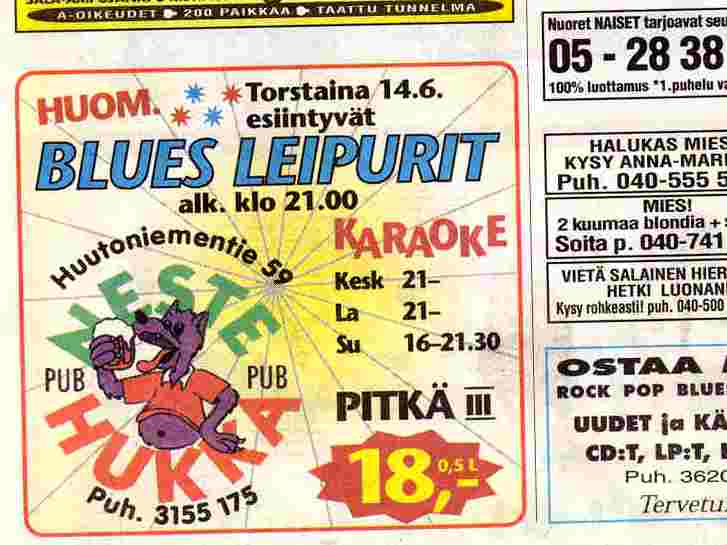 A-OIKEUDET 200 PAIKKAA TAATTU TUNNELMA
HUOM. Torstaina 14.6.
esiintyvät
BLUES LEIPURIT
alk. klo 21.00
Huutoniementie 59
NESTE
HUKKA
PUB PUB
Puh. 3155 175
KARAOKE
Kesk 21–
La 21–
Su 16–21.30
PITKÄ III
18,- 0,5 L
Nuoret NAISET tarjoavat seu
05 - 28 38
100% luottamus *1.puhelu va
HALUKAS MIES
KYSY ANNA-MARI
Puh. 040-555 5
MIES!
2 kuumaa blondia +
Soita p. 040-741
VIETÄ SALAINEN HIER
HETKI LUONAN
Kysy rohkeasti! puh. 040-500
OSTAA
ROCK POP BLUE
UUDET ja KÄ
CD:T, LP:T,
Puh. 3620
Tervetu